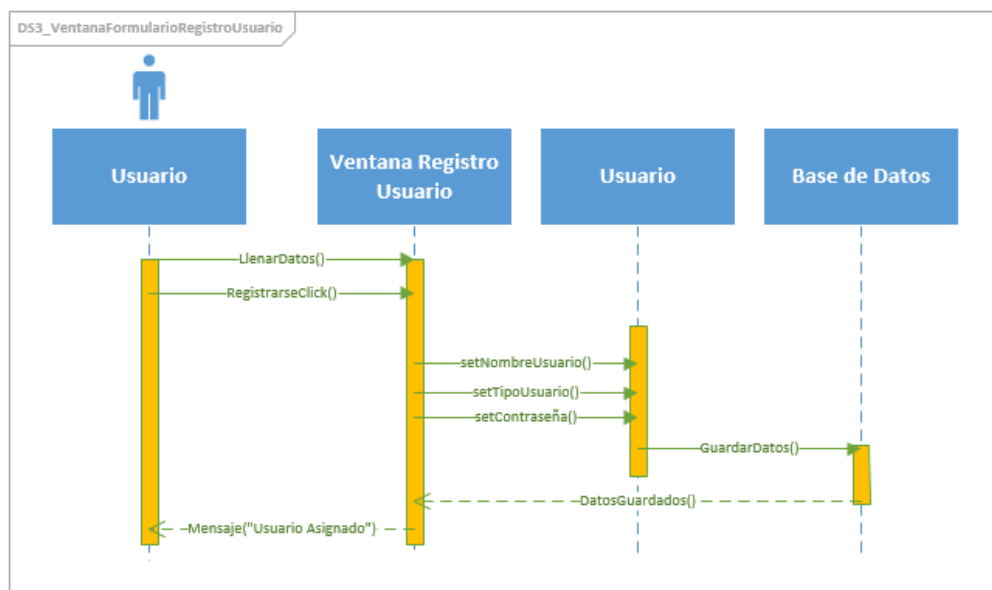 DS3_VentanaFormularioRegistroUsuario
Usuario
Ventana Registro
Usuario
Usuario
Base de Datos
LlenarDatos()
RegistrarseClick()
setNombreUsuario()
setTipoUsuario()
setContraseña()
GuardarDatos()
DatosGuardados()
Mensaje("Usuario Asignado")